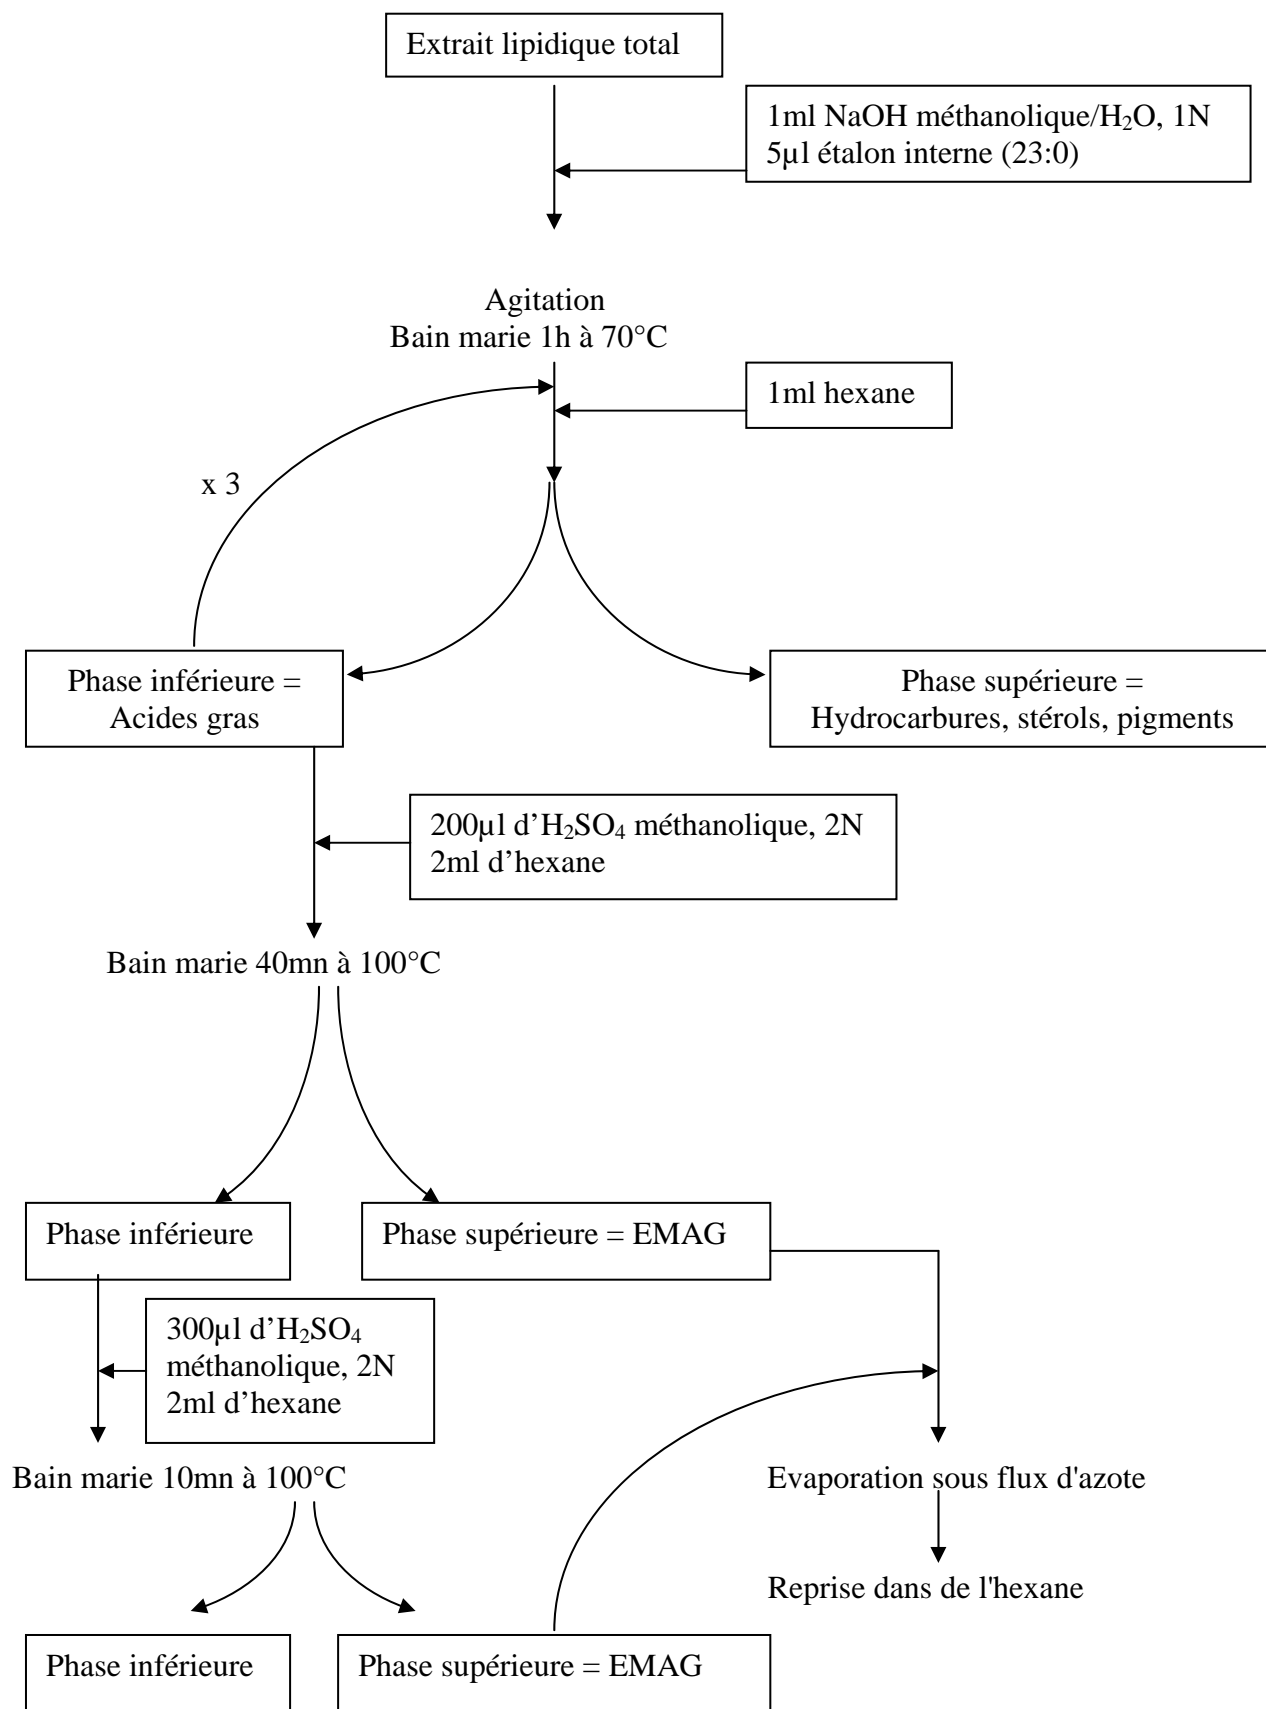 Extrait lipidique total
1ml NaOH méthanolique/H₂O, 1N
5µl étalon interne (23:0)
Agitation
Bain marie 1h à 70°C
1ml hexane
x 3
Phase inférieure =
Acides gras
Phase supérieure =
Hydrocarbures, stérols, pigments
200µl d’H₂SO₄ méthanolique, 2N
2ml d’hexane
Bain marie 40mn à 100°C
Phase inférieure
Phase supérieure = EMAG
300µl d’H₂SO₄
méthanolique, 2N
2ml d’hexane
Bain marie 10mn à 100°C
Evaporation sous flux d'azote
Reprise dans de l'hexane
Phase inférieure
Phase supérieure = EMAG